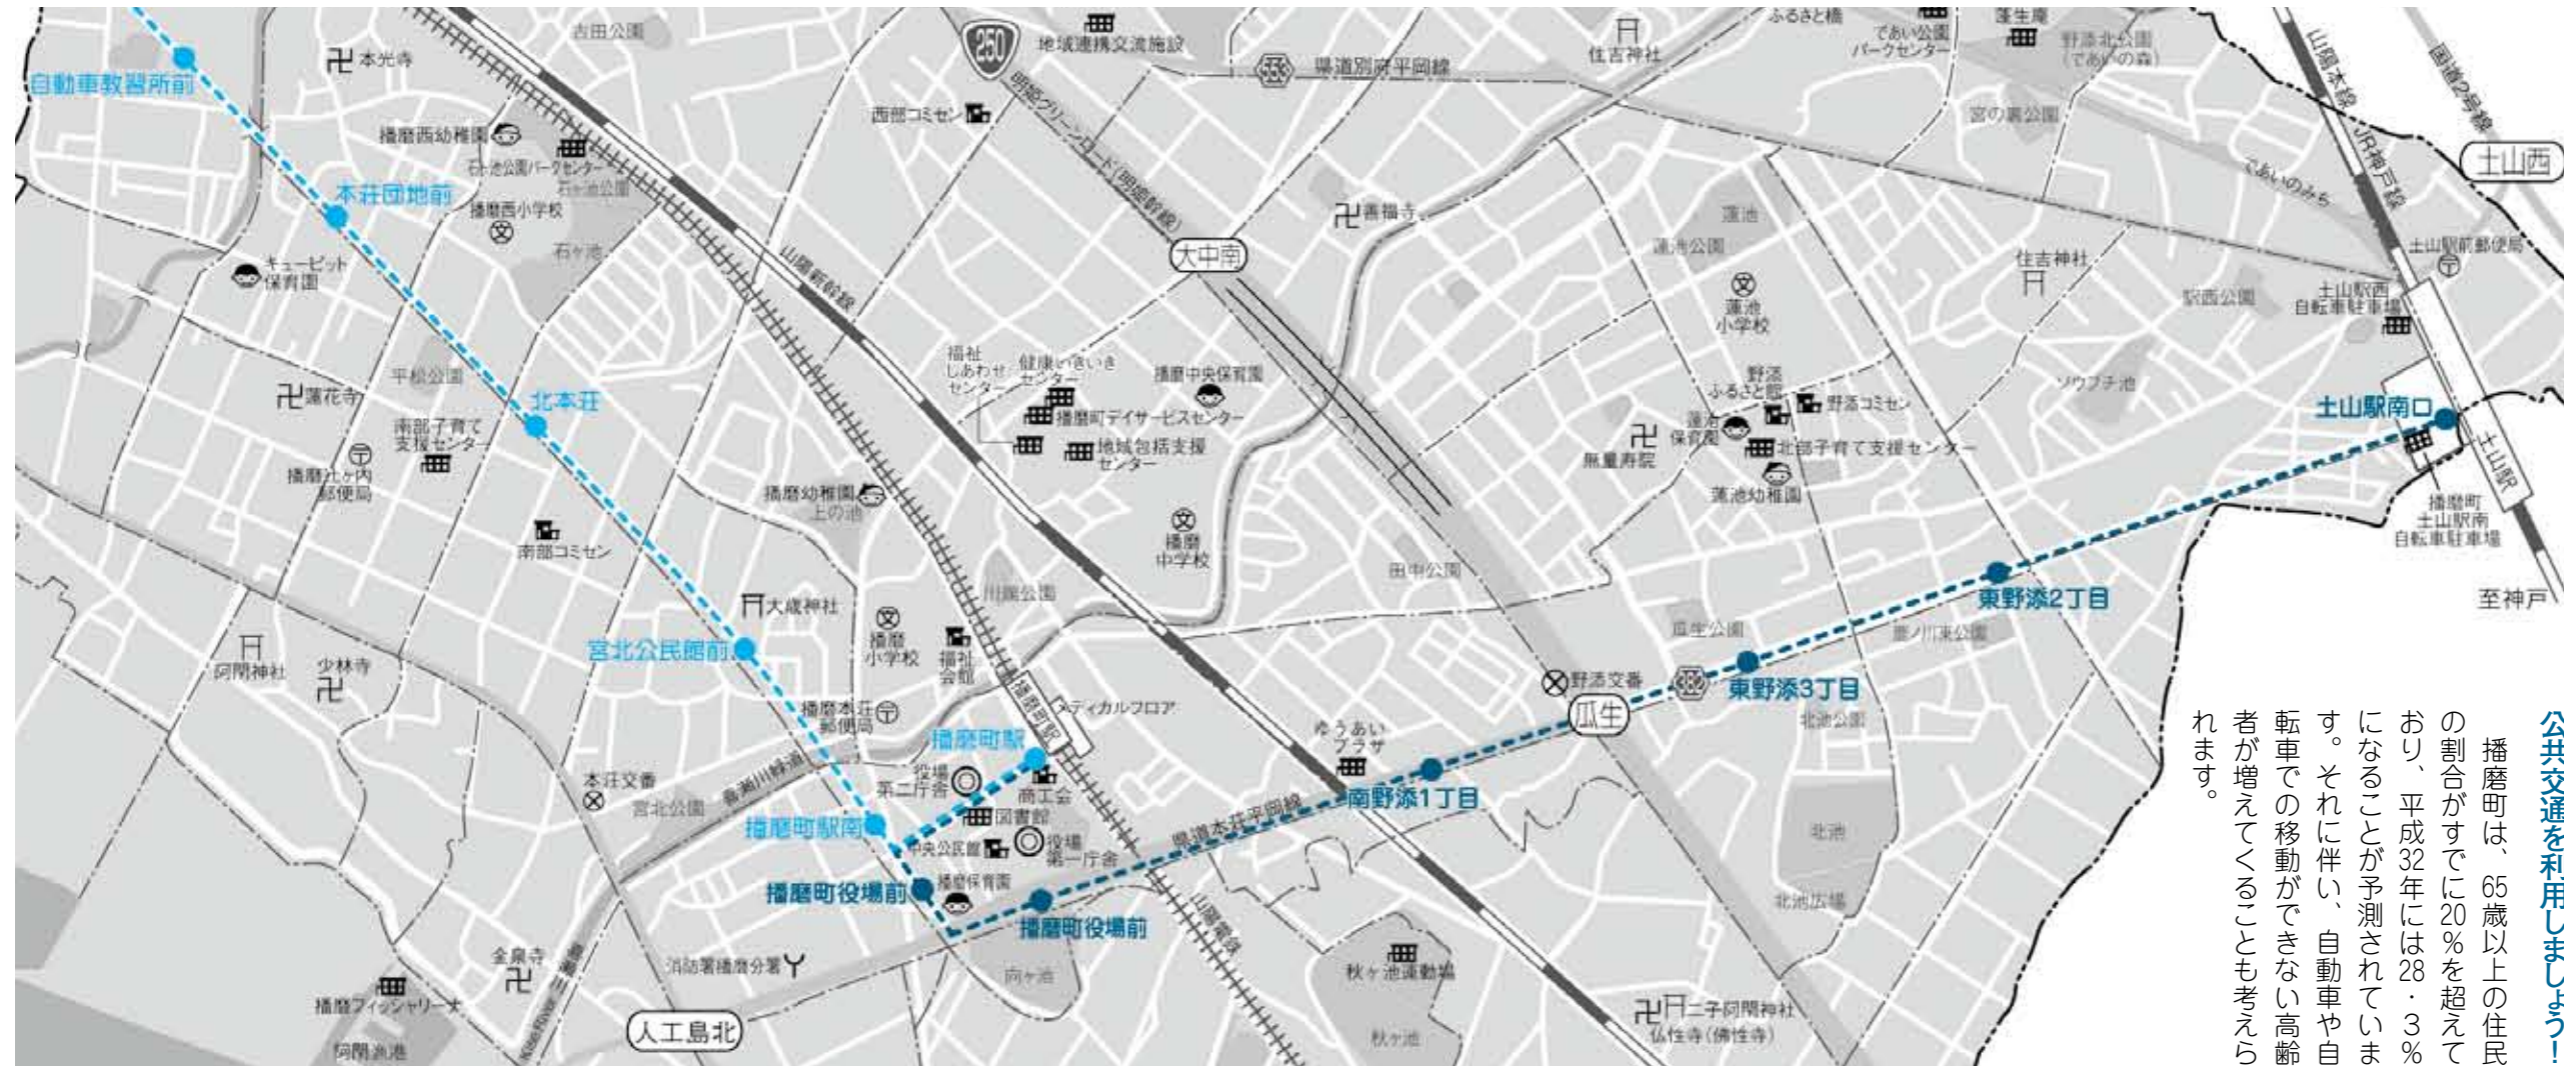 公共交通を利用しましょう！
播磨町は、65歳以上の住民
の割合がすでに20％を超えて
おり、平成32年には28・3％
になることが予測されていま
す。それに伴い、自動車や自
転車での移動ができない高齢
者が増えてくることも考えら
れます。
自動車教習所前
本光寺
古田公園
250
地域連携交流施設
553
県道別府平岡線
住吉神社
ふるさと橋
であい公園
パークセンター
蓮生庵
野添北公園
(であいの森)
山陽本線
国道2号線
JR神戸線
土山西
播磨西幼稚園
石ヶ池公園パークセンター
石ヶ池公園
西部コミセン
明姫グリーンロード(明姫幹線)
宮の裏公園
であいのみち
本荘団地前
播磨西小学校
石ヶ池
善福寺
蓮池
蓮池公園
大中南
山陽新幹線
キューピット
保育園
蓮池
小学校
住吉神社
駅西公園
土山駅前郵便局
土山駅西
自転車駐車場
平松公園
蓮花寺
北本荘
南部子育て
支援センター
播磨辻ヶ内
郵便局
福祉
しあわせ
センター
健康いきいき
センター
播磨中央保育園
播磨町デイサービスセンター
地域包括支援
センター
野添
ふるさと館
野添コミセン
蓮池
保育園
北部子育て支援センター
無量寿院
蓮池幼稚園
ソウフチ池
土山駅南口
土山駅
播磨町
土山駅南
自転車駐車場
至神戸
播磨幼稚園
上の池
南部コミセン
播磨
中学校
川端公園
田中公園
東野添2丁目
大歳神社
播磨
小学校
福祉
会館
瓜生公園
宮北公民館前
阿閇神社
少林寺
野添交番
382
東野添3丁目
瓜生
北池公園
播磨町駅
メディカルフロア
播磨本荘
郵便局
播磨町駅
ゆうあい
プラザ
役場
第二庁舎
商工会
本荘交番
宮北公園
喜瀬川緑道
南野添1丁目
県道本荘平岡線
播磨町駅南
図書館
中央公民館
役場
第一庁舎
北池
播磨町役場前
播磨保育園
播磨町役場前
山陽電鉄
北池広場
金泉寺
喜瀬川
Kise River
消防署播磨分署
向ヶ池
秋ヶ池運動場
播磨フィッシャリーナ
阿閇漁港
人工島北
秋ヶ池
二子阿閇神社
仏性寺(佛性寺)